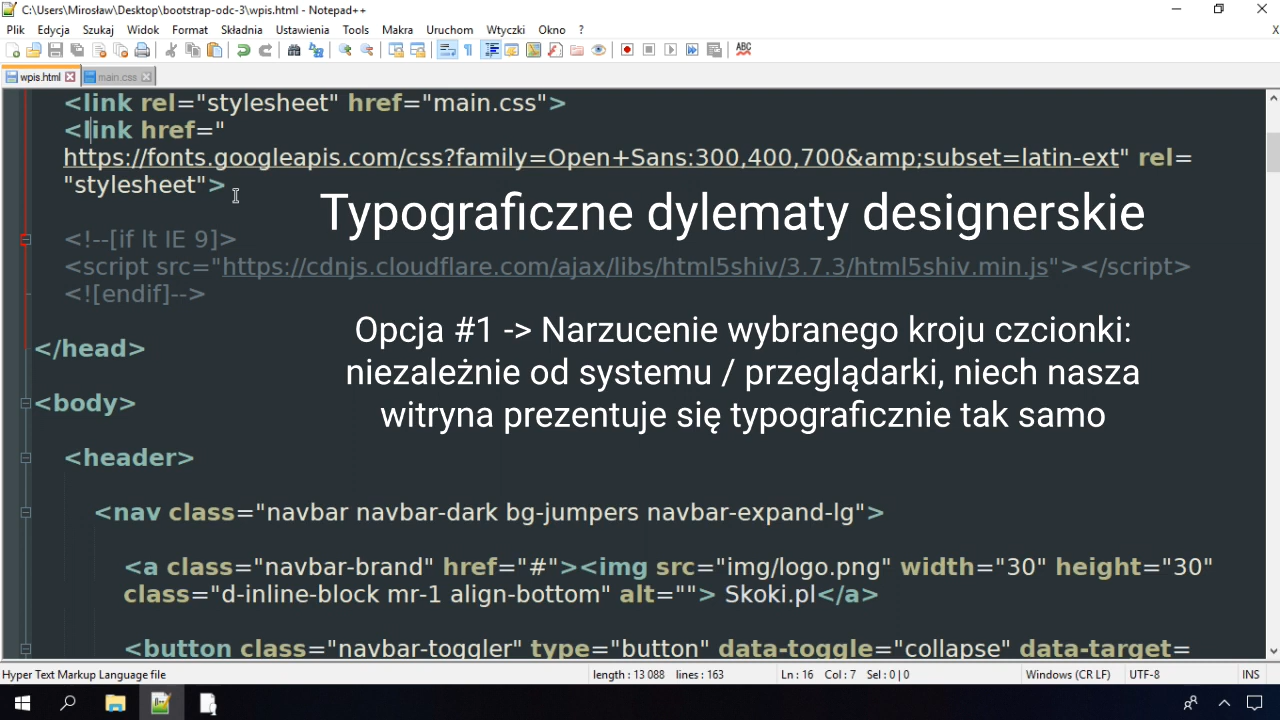 C:\Users\Mirosław\Desktop\bootstrap-odc-3\wpis.html - Notepad++
Plik Edycja Szukaj Widok Format Składnia Ustawienia Tools Makra Uruchom Wtyczki Okno ? X
ABC
wpis.html main.css
<link rel="stylesheet" href="main.css">
<link href="
https://fonts.googleapis.com/css?family=Open+Sans:300,400,700&amp;subset=latin-ext" rel=
"stylesheet">
Typograficzne dylematy designerskie
<!--[if lt IE 9]>
<script src="https://cdnjs.cloudflare.com/ajax/libs/html5shiv/3.7.3/html5shiv.min.js"></script>
<![endif]-->
Opcja #1 -> Narzucenie wybranego kroju czcionki:
niezależnie od systemu / przeglądarki, niech nasza
witryna prezentuje się typograficznie tak samo
</head>
<body>
<header>
<nav class="navbar navbar-dark bg-jumpers navbar-expand-lg">
<a class="navbar-brand" href="#"><img src="img/logo.png" width="30" height="30"
class="d-inline-block mr-1 align-bottom" alt=""> Skoki.pl</a>
<button class="navbar-toggler" type="button" data-toggle="collapse" data-target=
Hyper Text Markup Language file length : 13 088 lines : 163 Ln : 16 Col : 7 Sel : 0 | 0 Windows (CR LF) UTF-8 INS